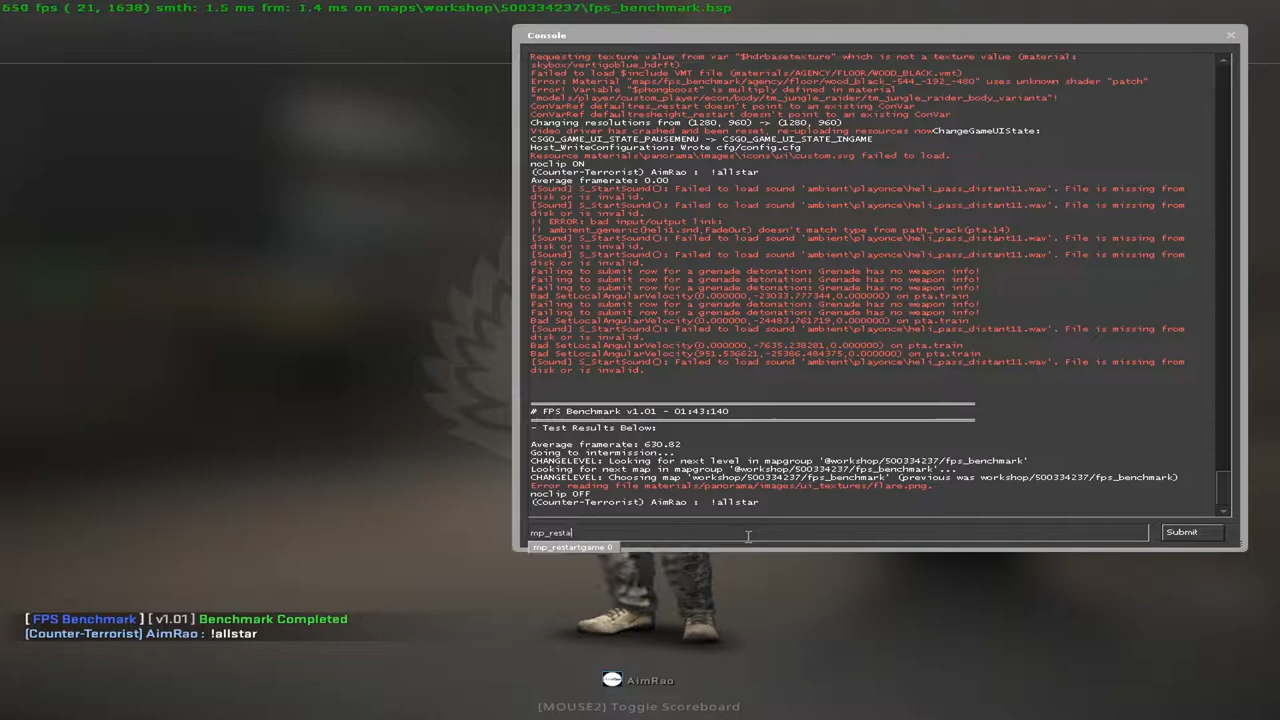 650 fps ( 21, 1638) smth: 1.5 ms frm: 1.4 ms on maps\workshop\500334237\fps_benchmark.bsp
Console
Requesting texture value from var "$hdrbasetexture" which is not a texture value (material:
skybox/vertigoblue_hdrft)
Failed to load $include VMT file (materials/AGENCY/FLOOR/WOOD_BLACK.vmt)
Error: Material "maps/fps_benchmark/agency/floor/wood_black_-544_-192_-480" uses unknown shader "patch"
Error! Variable "$phongboost" is multiply defined in material
"models/player/custom_player/econ/body/tm_jungle_raider/tm_jungle_raider_body_varianta"!
ConVarRef defaultres_restart doesn't point to an existing ConVar
ConVarRef defaultresheight_restart doesn't point to an existing ConVar
Changing resolutions from (1280, 960) -> (1280, 960)
Video driver has crashed and been reset, re-uploading resources nowChangeGameUIState:
CSGO_GAME_UI_STATE_PAUSEMENU -> CSGO_GAME_UI_STATE_INGAME
Host_WriteConfiguration: Wrote cfg/config.cfg
Resource materials\panorama\images\icons\ui\custom.svg failed to load.
noclip ON
(Counter-Terrorist) AimRao :  !allstar
Average framerate: 0.00
[Sound] S_StartSound(): Failed to load sound 'ambient\playonce\heli_pass_distant11.wav'. File is missing from
disk or is invalid.
[Sound] S_StartSound(): Failed to load sound 'ambient\playonce\heli_pass_distant11.wav'. File is missing from
disk or is invalid.
!! ERROR: bad input/output link:
!! ambient_generic(heli1.snd,FadeOut) doesn't match type from path_track(pta.14)
[Sound] S_StartSound(): Failed to load sound 'ambient\playonce\heli_pass_distant11.wav'. File is missing from
disk or is invalid.
[Sound] S_StartSound(): Failed to load sound 'ambient\playonce\heli_pass_distant11.wav'. File is missing from
disk or is invalid.
Failing to submit row for a grenade detonation: Grenade has no weapon info!
Failing to submit row for a grenade detonation: Grenade has no weapon info!
Failing to submit row for a grenade detonation: Grenade has no weapon info!
Bad SetLocalAngularVelocity(0.000000,-23033.777344,0.000000) on pta.train
Failing to submit row for a grenade detonation: Grenade has no weapon info!
Failing to submit row for a grenade detonation: Grenade has no weapon info!
Bad SetLocalAngularVelocity(0.000000,-24483.761719,0.000000) on pta.train
[Sound] S_StartSound(): Failed to load sound 'ambient\playonce\heli_pass_distant11.wav'. File is missing from
disk or is invalid.
Bad SetLocalAngularVelocity(0.000000,-7635.238281,0.000000) on pta.train
Bad SetLocalAngularVelocity(951.536621,-25386.484375,0.000000) on pta.train
[Sound] S_StartSound(): Failed to load sound 'ambient\playonce\heli_pass_distant11.wav'. File is missing from
disk or is invalid.
# FPS Benchmark v1.01 - 01:43:140
- Test Results Below:
Average framerate: 630.82
Going to intermission...
CHANGELEVEL: Looking for next level in mapgroup '@workshop/500334237/fps_benchmark'
Looking for next map in mapgroup '@workshop/500334237/fps_benchmark'...
CHANGELEVEL: Choosing map 'workshop/500334237/fps_benchmark' (previous was workshop/500334237/fps_benchmark)
Error reading file materials/panorama/images/ui_textures/flare.png.
noclip OFF
(Counter-Terrorist) AimRao :  !allstar
mp_resta
Submit
mp_restartgame 0
[ FPS Benchmark ] [ v1.01] Benchmark Completed
(Counter-Terrorist) AimRao :  !allstar
AimRao
[MOUSE2] Toggle Scoreboard